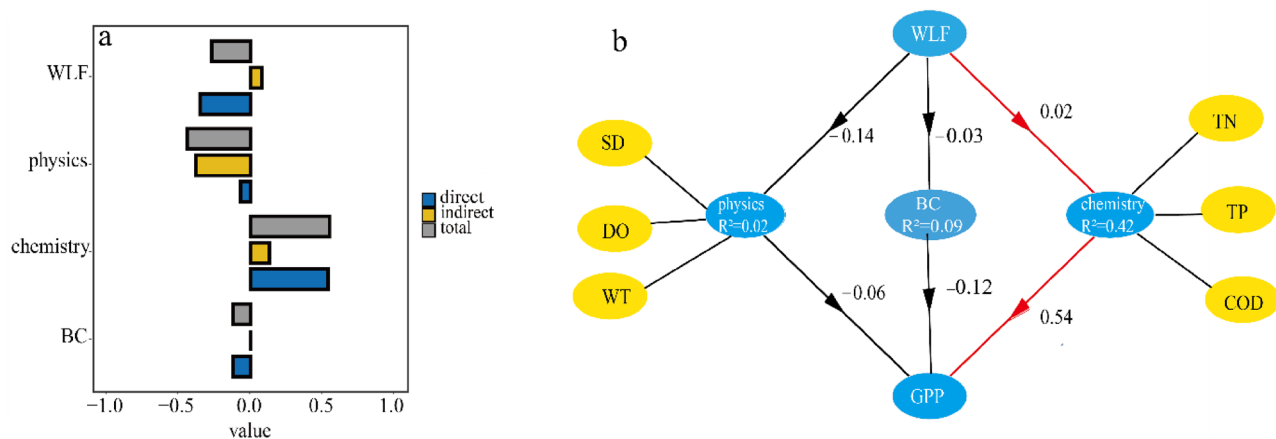 a
WLF
physics
chemistry
BC
−1.0 −0.5 0.0 0.5 1.0
value
direct
indirect
total
b
WLF
−0.14
−0.03
0.02
SD
DO
WT
physics
R²=0.02
BC
R²=0.09
chemistry
R²=0.42
TN
TP
COD
−0.06
−0.12
0.54
GPP